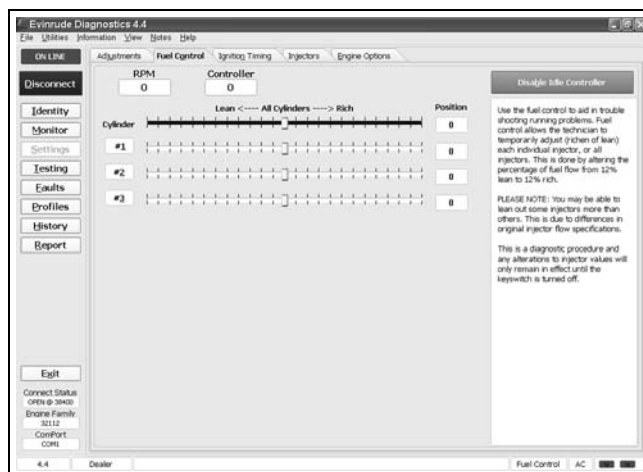 Evinrude Diagnostics 4.4
File Utilities Information View Notes Help
ON LINE
Adjustments Fuel Control Ignition Timing Injectors Engine Options
Disconnect
Identity
Monitor
Settings
Testing
Faults
Profiles
History
Report
Exit
Connect Status
OPEN @ 38400
Engine Family
32112
ComPort
COM1
RPM Controller
0 0
Lean <---- All Cylinders ----> Rich Position
Cylinder 0
#1 0
#2 0
#3 0
Disable Idle Controller
Use the fuel control to aid in trouble
shooting running problems. Fuel
control allows the technician to
temporarily adjust (richen of lean)
each individual injector, or all
injectors. This is done by altering the
percentage of fuel flow from 12%
lean to 12% rich.
PLEASE NOTE: You may be able to
lean out some injectors more than
others. This is due to differences in
original injector flow specifications.
This is a diagnostic procedure and
any alterations to injector values will
only remain in effect until the
keyswitch is turned off.
4.4 Dealer Fuel Control AC